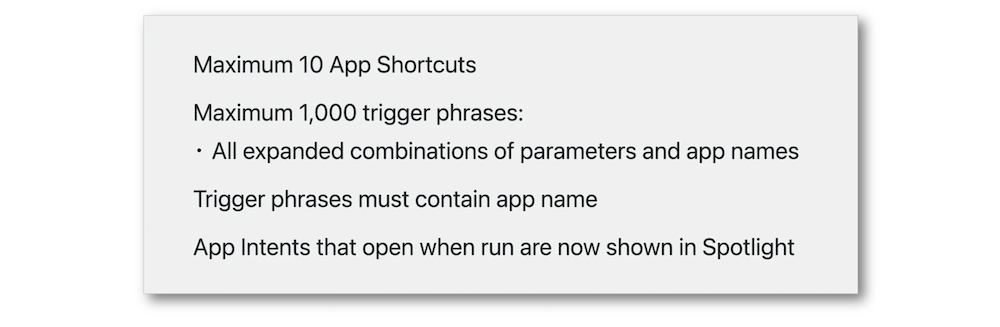 Maximum 10 App Shortcuts
Maximum 1,000 trigger phrases:
• All expanded combinations of parameters and app names
Trigger phrases must contain app name
App Intents that open when run are now shown in Spotlight